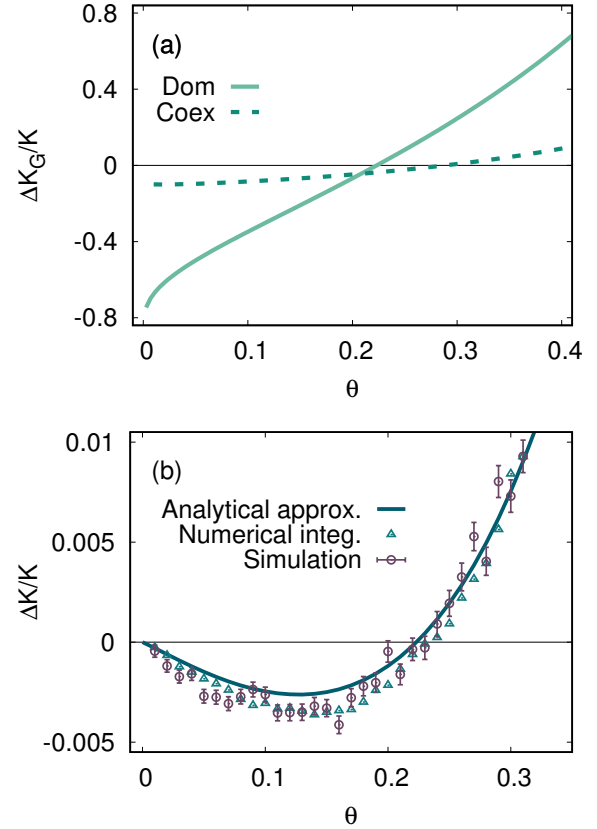 (a)
Dom
Coex
0.8
0.4
0
-0.4
-0.8
ΔK_G/K
0 0.1 0.2 0.3 0.4
θ
(b)
Analytical approx.
Numerical integ.
Simulation
0.01
0.005
0
-0.005
ΔK/K
0 0.1 0.2 0.3
θ